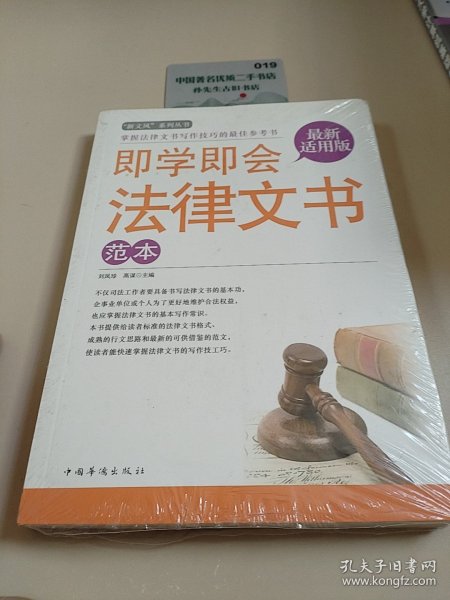 019
中国著名优质二手书店
孙先生古旧书店
“新文风”系列丛书
掌握法律文书写作技巧的最佳参考书
最新
适用版
即学即会
法律文书
范本
刘凤珍 高谋◎主编
不仅司法工作者要具备书写法律文书的基本功，
企事业单位或个人为了更好地维护合法权益，
也应掌握法律文书的基本写作常识。
本书提供给读者标准的法律文书格式、
成熟的行文思路和最新的可供借鉴的范文，
使读者能快速掌握法律文书的写作技工巧。
中国华侨出版社
孔夫子旧书网
www.kongfz.com